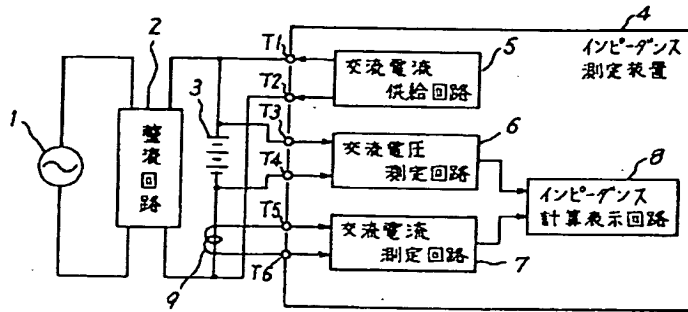 1
2
整流回路
3
T1
T2
T3
T4
T5
T6
4
インピーダンス
測定装置
5
交流電流
供給回路
6
交流電圧
測定回路
7
交流電流
測定回路
8
インピーダンス
計算表示回路
9